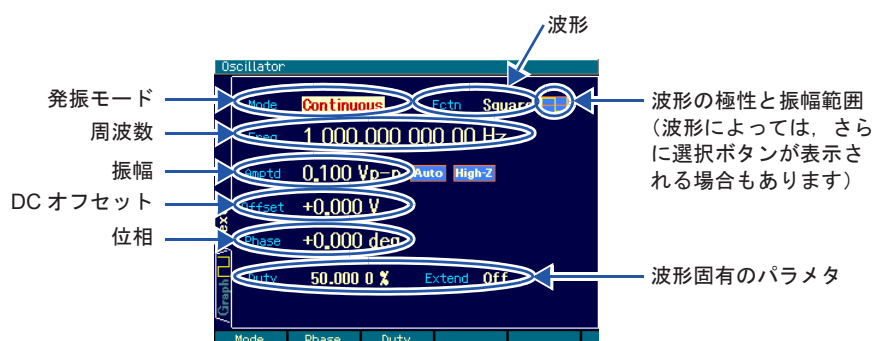 波形
Oscillator
発振モード
Mode Continuous Fctn Square
波形の極性と振幅範囲
(波形によっては,さら
に選択ボタンが表示さ
れる場合もあります)
周波数
Freq 1 000.000 000 00 Hz
振幅
Amptd 0.100 Vp-p Auto High-Z
DC オフセット
Offset +0.000 V
位相
Phase +0.000 deg
Duty 50.000 0 % Extend Off
波形固有のパラメタ
/Graph
Mode Phase Duty